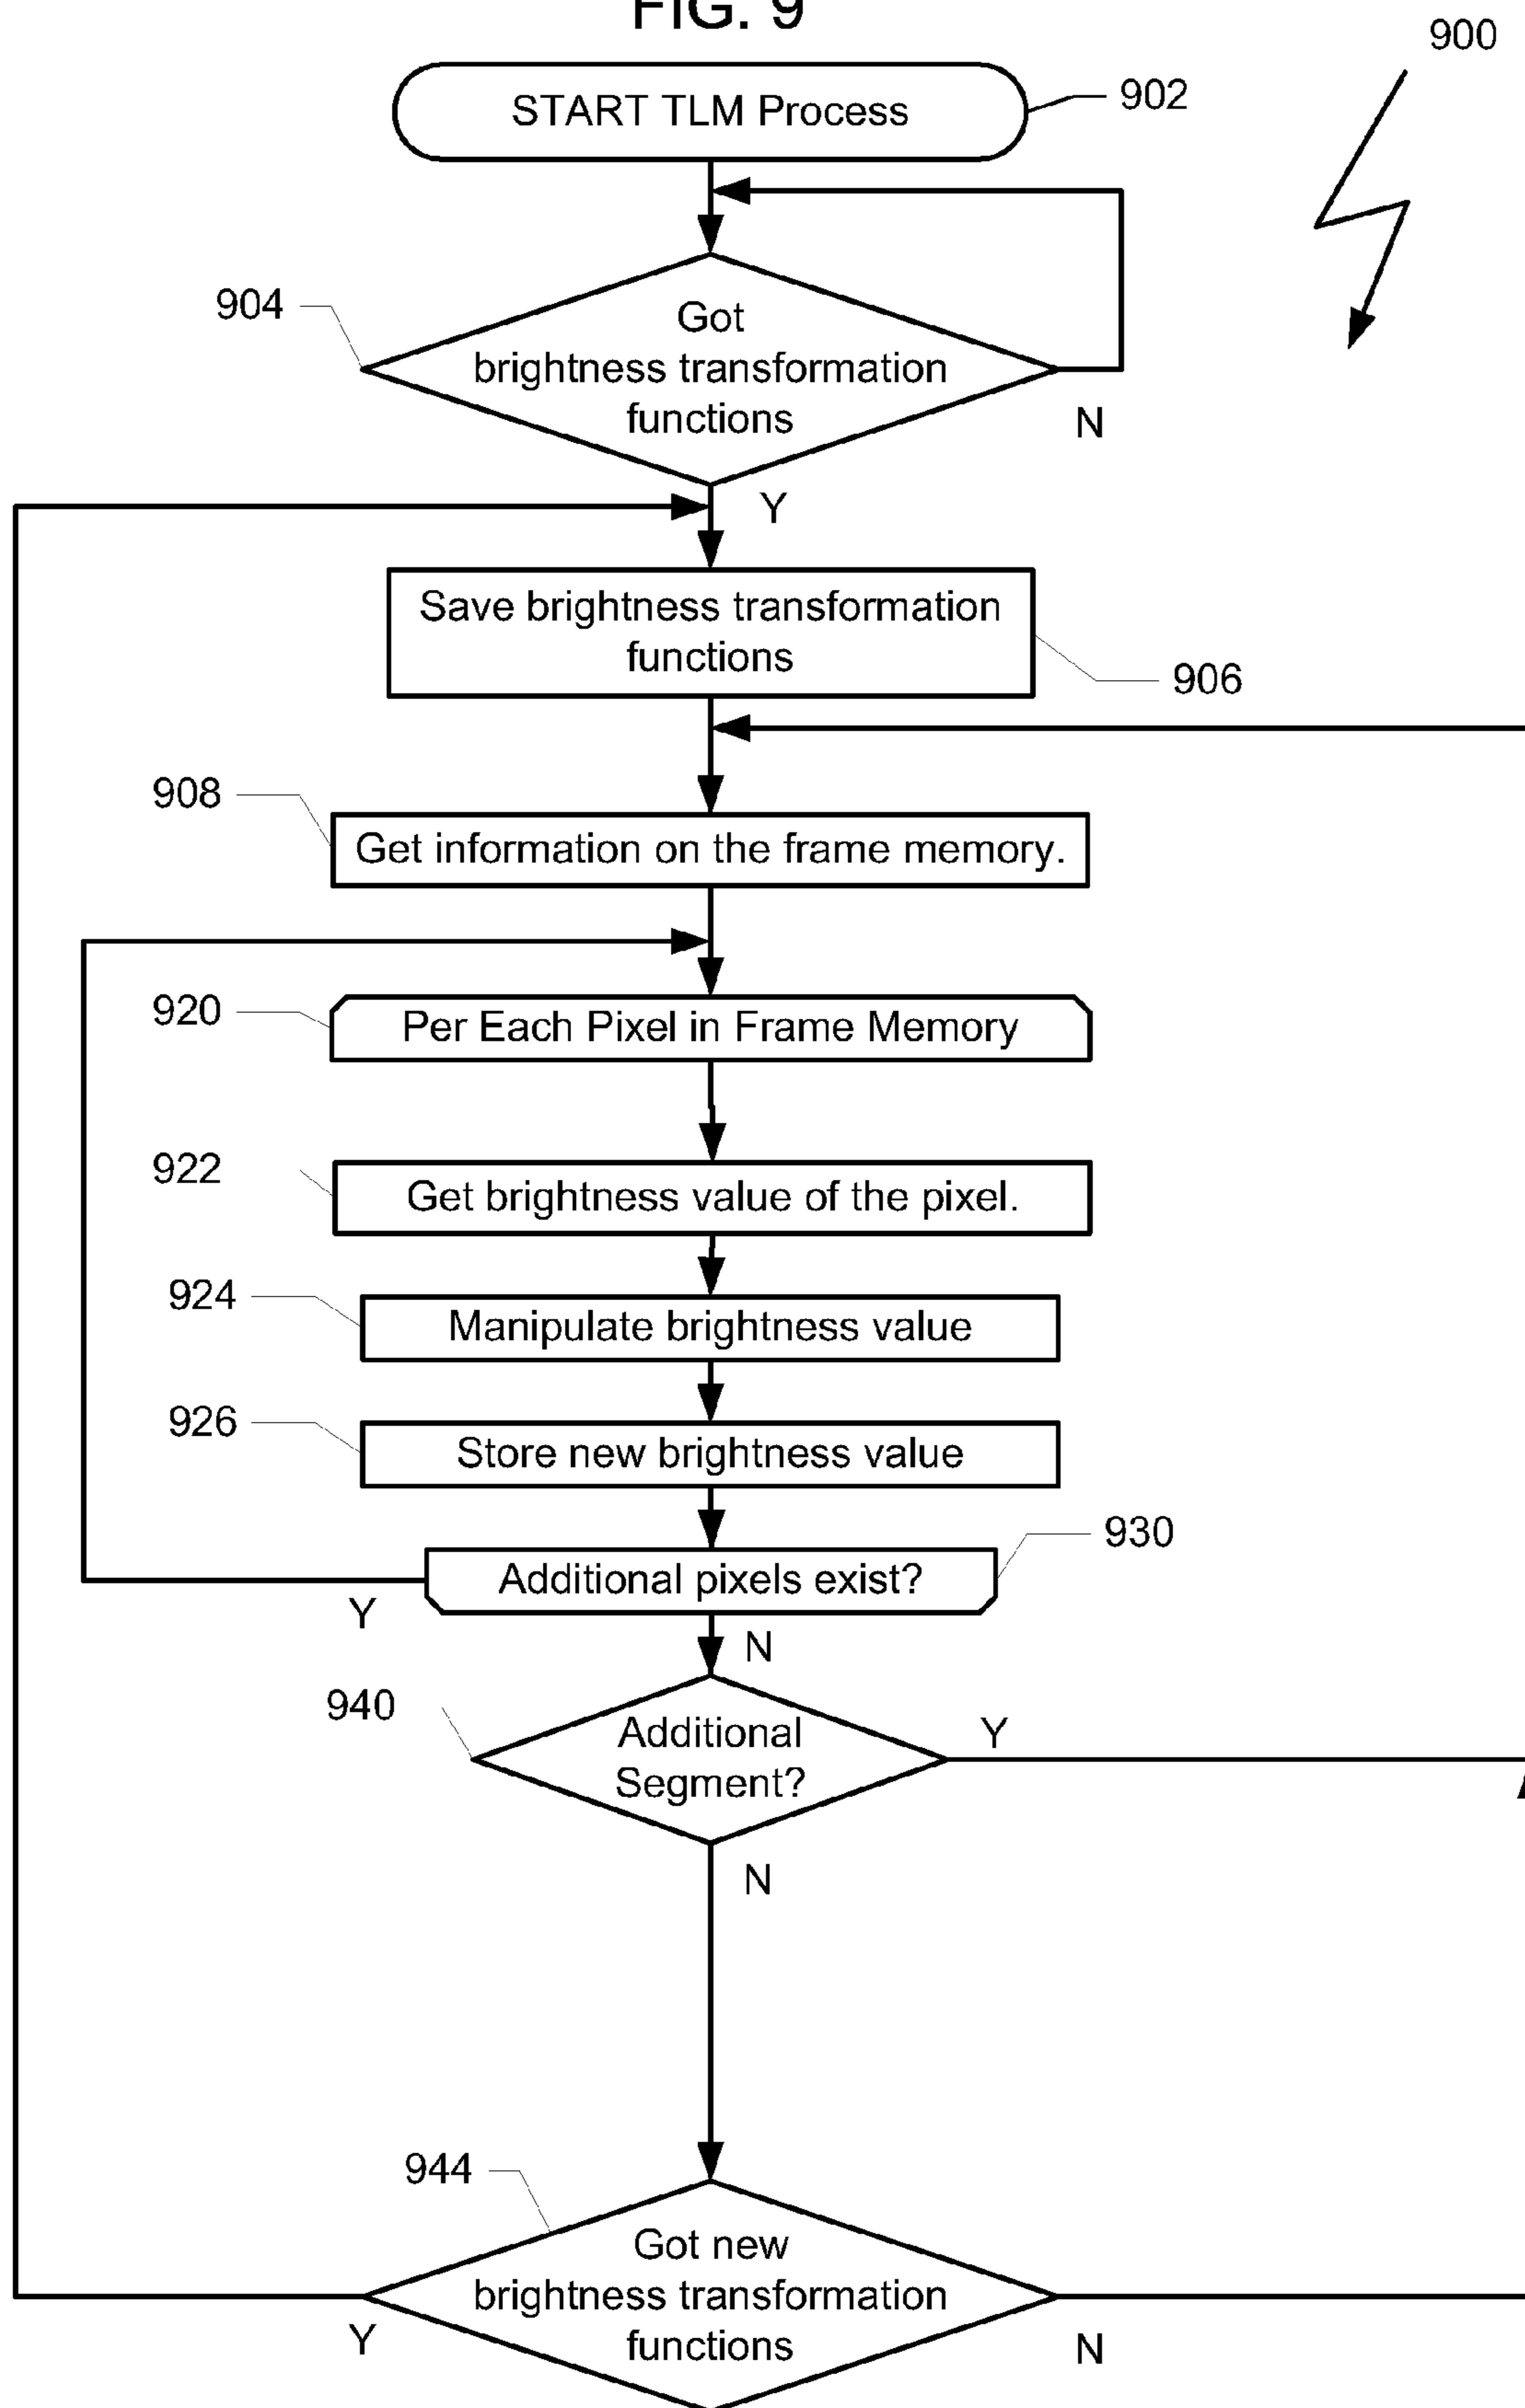 FIG. 9
900
START TLM Process
902
904
Got
brightness transformation
functions
N
Y
Save brightness transformation
functions
906
908
Get information on the frame memory.
920
Per Each Pixel in Frame Memory
922
Get brightness value of the pixel.
924
Manipulate brightness value
926
Store new brightness value
930
Additional pixels exist?
Y
N
940
Additional
Segment?
Y
N
944
Got new
brightness transformation
functions
Y
N